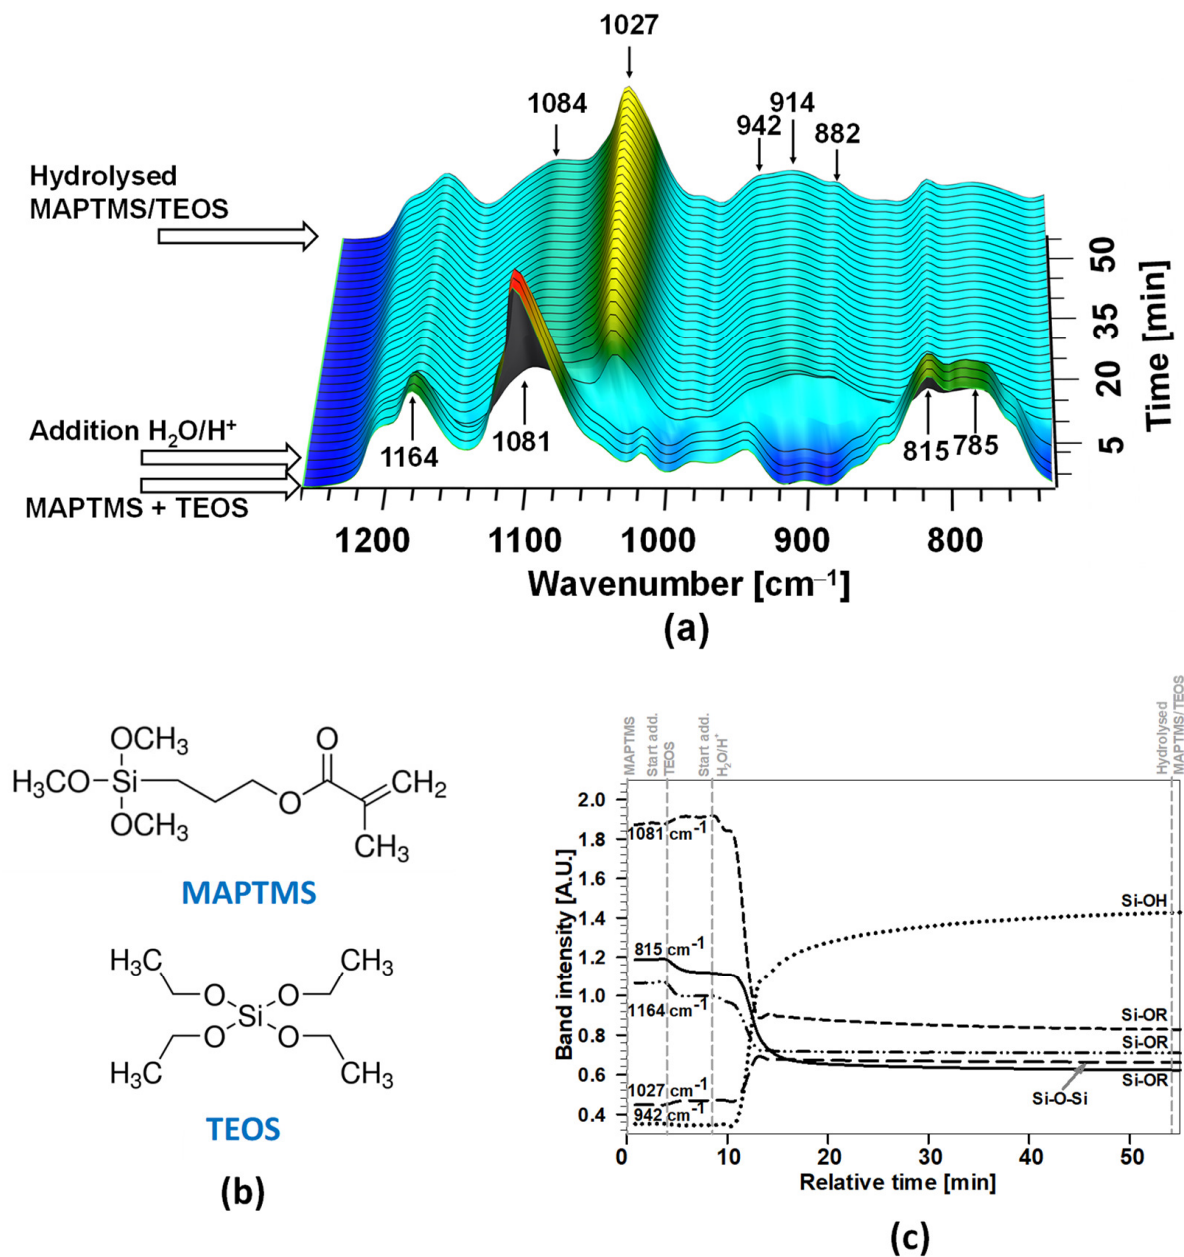 1027
1084
914
942
882
Hydrolysed
MAPTMS/TEOS
Addition H₂O/H⁺
MAPTMS + TEOS
1164
1081
815
785
50
35
20
5
Time [min]
1200
1100
1000
900
800
Wavenumber [cm⁻¹]
(a)
OCH₃
H₃CO
Si
OCH₃
O
O
CH₂
CH₃
MAPTMS
H₃C
CH₃
O
O
Si
O
O
H₃C
CH₃
TEOS
(b)
MAPTMS
Start add.
TEOS
Start add.
H₂O/H⁺
Hydrolysed
MAPTMS/TEOS
Band intensity [A.U.]
2.0
1.8
1.6
1.4
1.2
1.0
0.8
0.6
0.4
1081 cm⁻¹
815 cm⁻¹
1164 cm⁻¹
1027 cm⁻¹
942 cm⁻¹
Si-OH
Si-OR
Si-OR
Si-OR
Si-O-Si
0
10
20
30
40
50
Relative time [min]
(c)